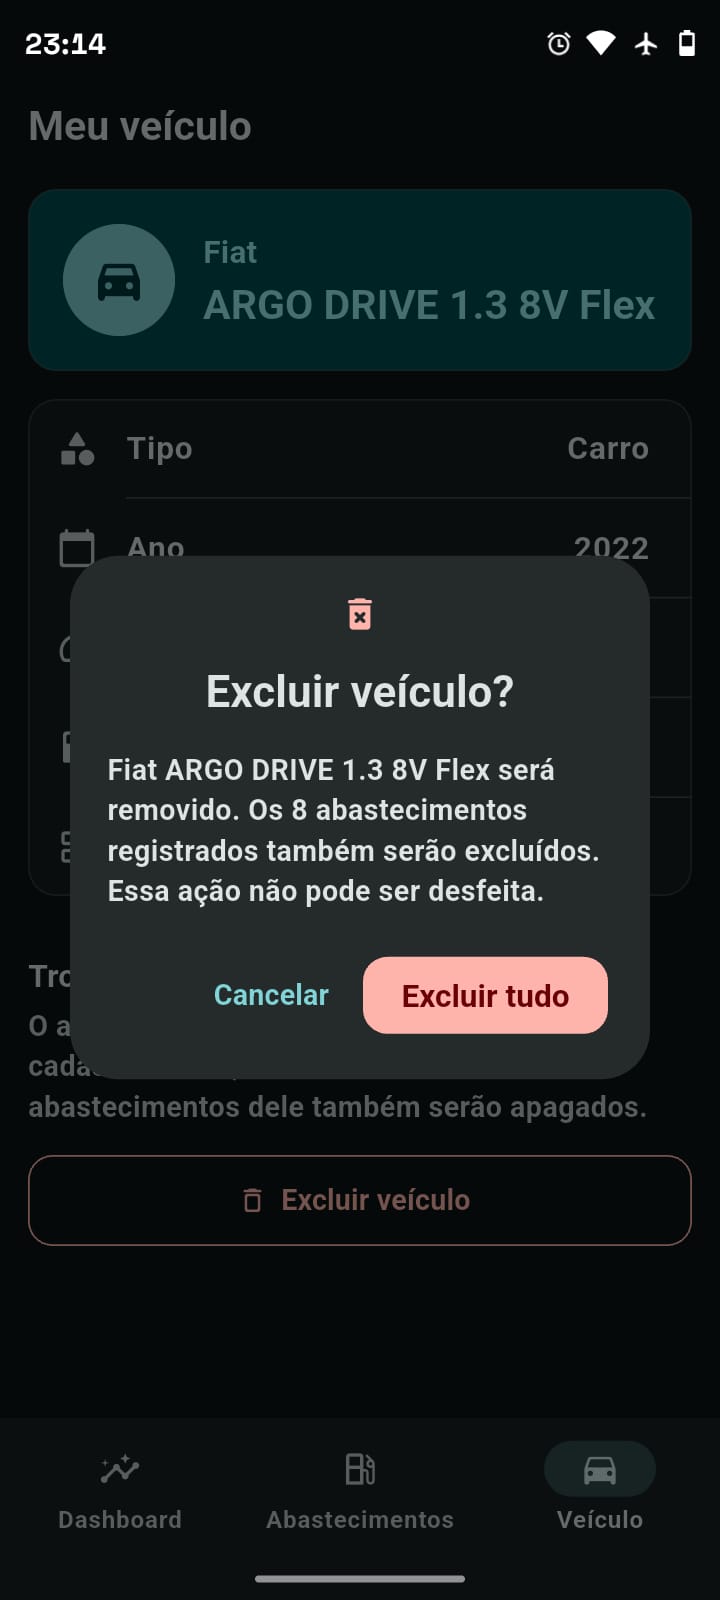 23:14
Meu veículo
Fiat
ARGO DRIVE 1.3 8V Flex
Tipo
Carro
Ano
2022
Excluir veículo?
Fiat ARGO DRIVE 1.3 8V Flex será
removido. Os 8 abastecimentos
registrados também serão excluídos.
Essa ação não pode ser desfeita.
Cancelar
Excluir tudo
O a
abastecimentos dele também serão apagados.
Excluir veículo
Dashboard
Abastecimentos
Veículo